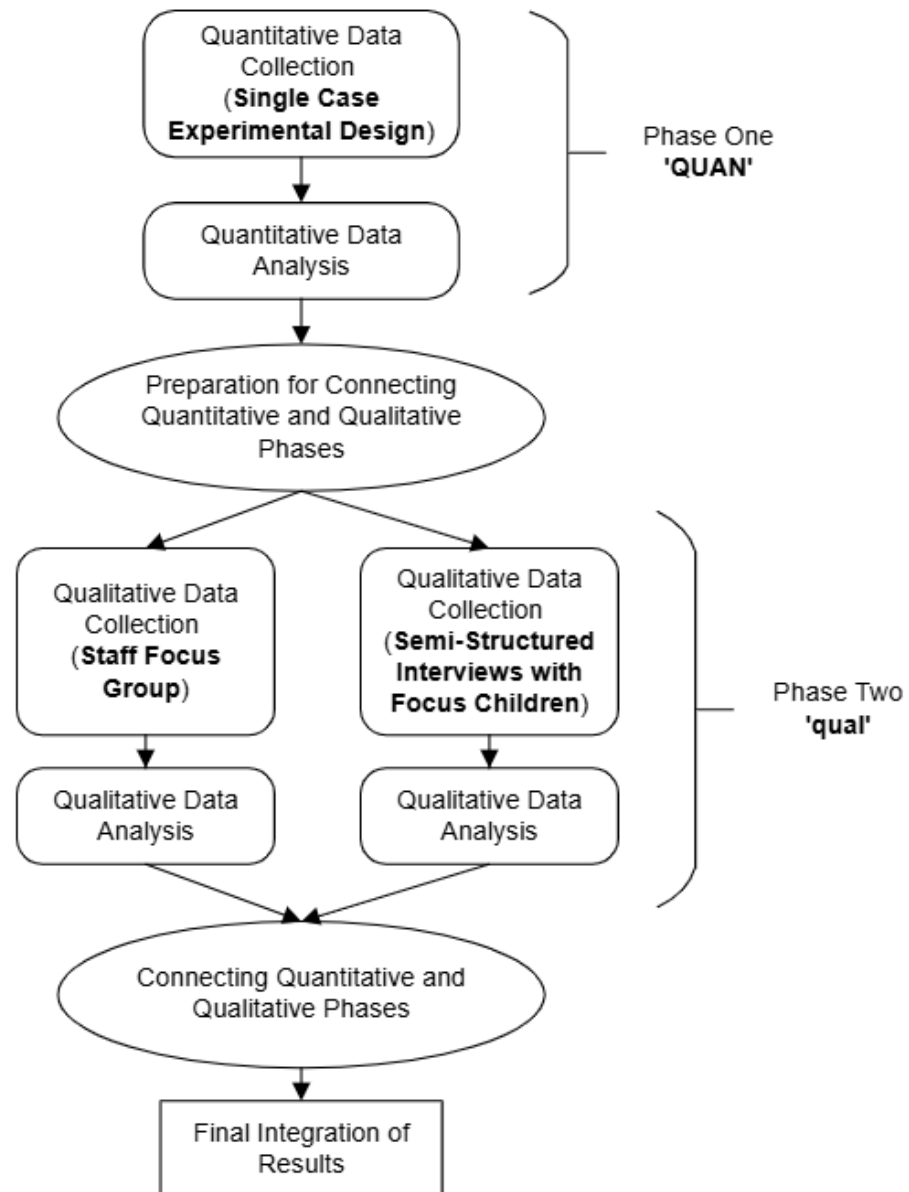 Quantitative Data
Collection
(Single Case
Experimental Design)
Phase One
'QUAN'
Quantitative Data
Analysis
Preparation for Connecting
Quantitative and Qualitative
Phases
Qualitative Data
Collection
(Staff Focus
Group)
Qualitative Data
Collection
(Semi-Structured
Interviews with
Focus Children)
Phase Two
'qual'
Qualitative Data
Analysis
Qualitative Data
Analysis
Connecting Quantitative and
Qualitative Phases
Final Integration of
Results